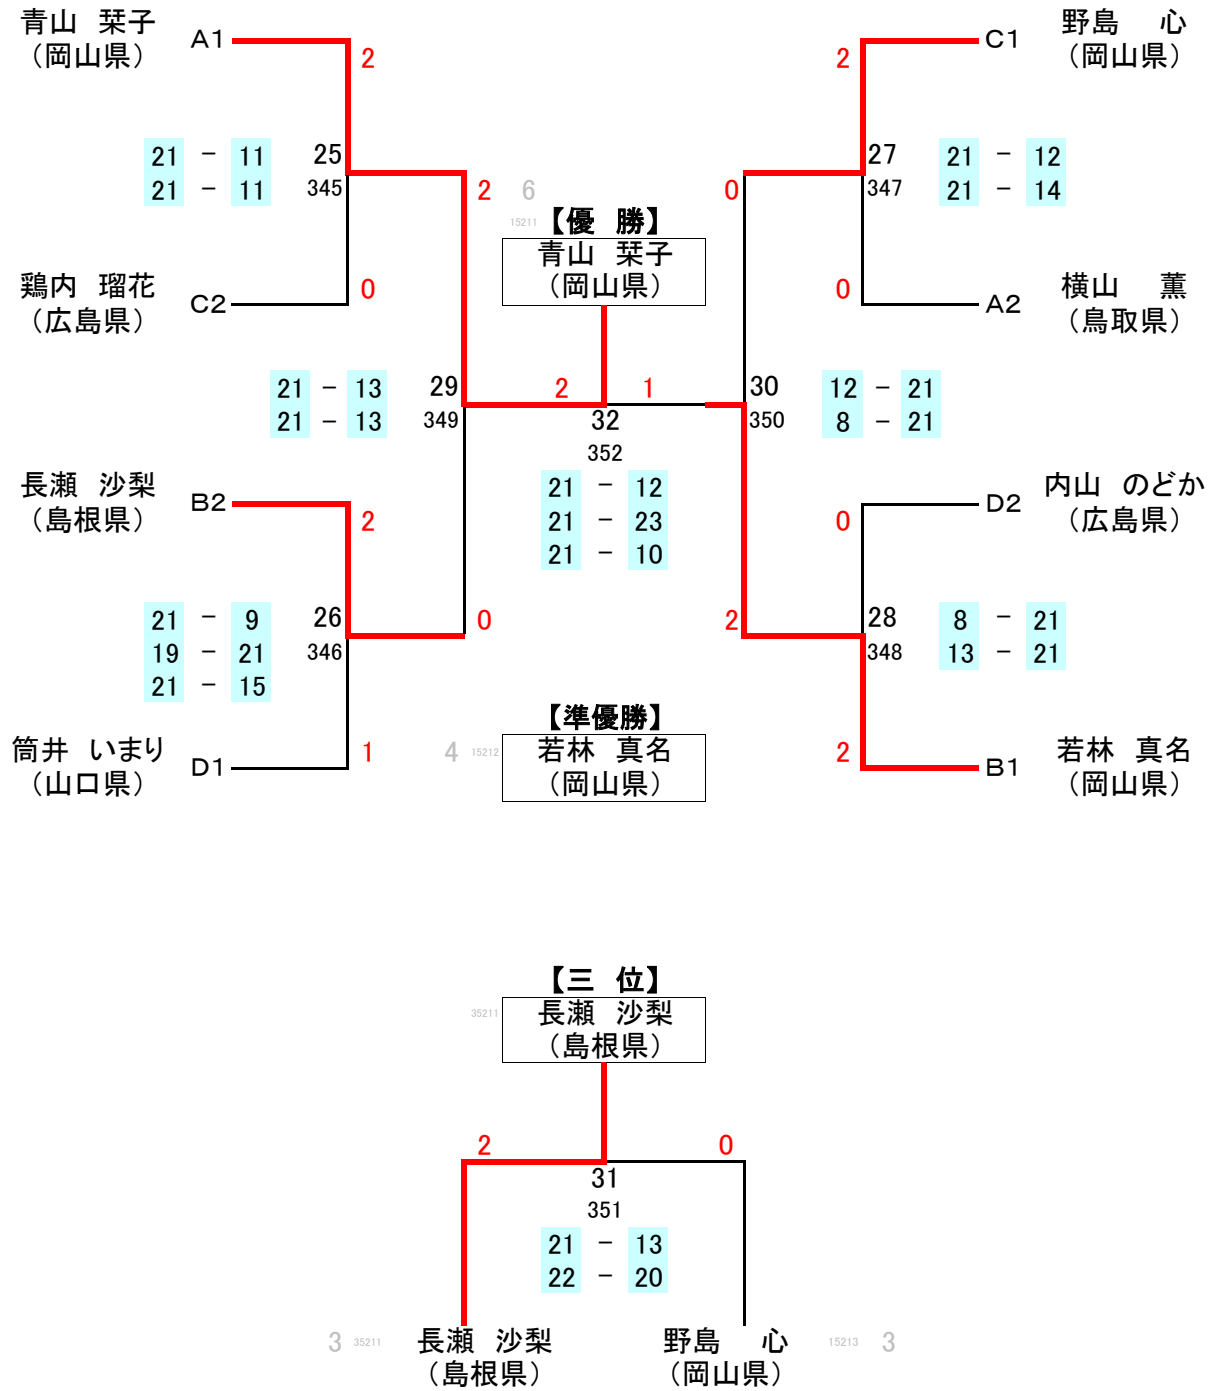 青山　栞子
（岡山県）
A1
2
21 － 11
21 － 11
25
345
鶏内　瑠花
（広島県）
C2
0
2
6
15211
【優　勝】
青山　栞子
（岡山県）
野島　心
（岡山県）
C1
2
21 － 12
21 － 14
27
347
0
横山　薫
（鳥取県）
A2
0
21 － 13
21 － 13
29
349
2
1
32
352
21 － 12
21 － 23
21 － 10
30
350
12 － 21
8 － 21
長瀬　沙梨
（島根県）
B2
2
21 － 9
19 － 21
21 － 15
26
346
0
筒井　いまり
（山口県）
D1
1
内山　のどか
（広島県）
D2
0
8 － 21
13 － 21
28
348
2
若林　真名
（岡山県）
B1
2
【準優勝】
4
15212
若林　真名
（岡山県）
【三　位】
35211
長瀬　沙梨
（島根県）
2
0
31
351
21 － 13
22 － 20
3
35211
長瀬　沙梨
（島根県）
野島　心
（岡山県）
15213
3